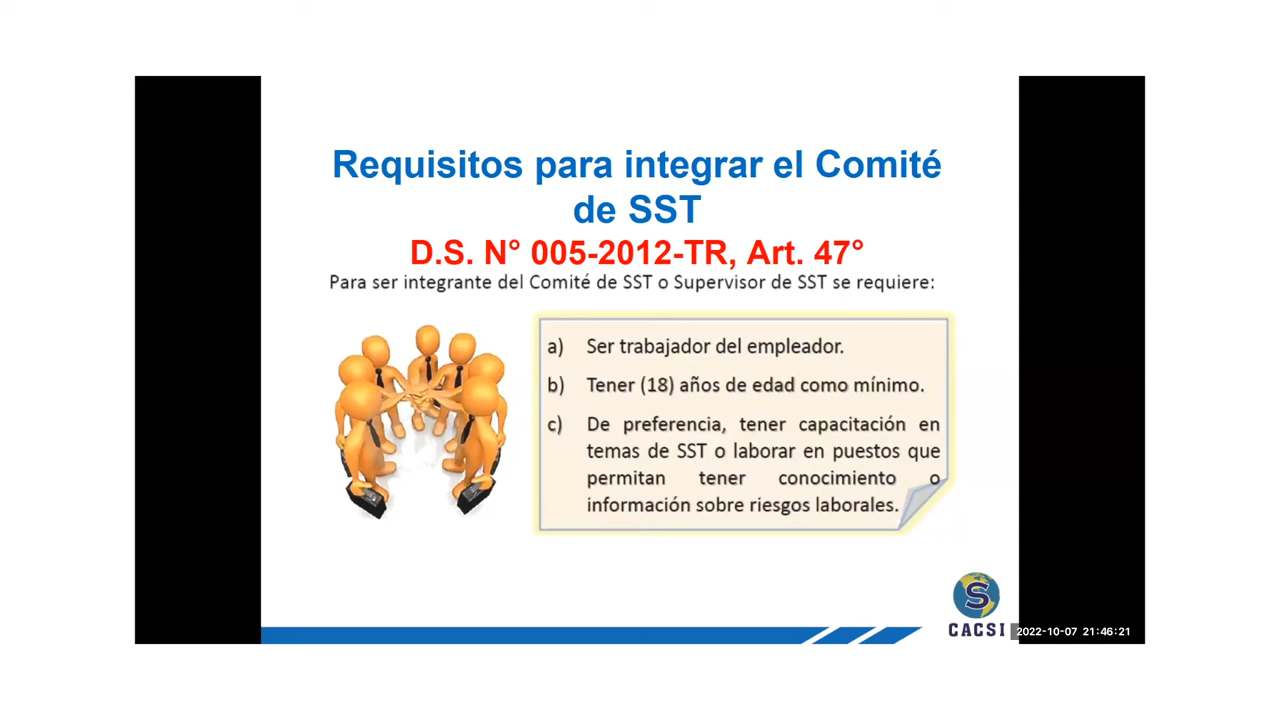 Requisitos para integrar el Comité
de SST
D.S. N° 005-2012-TR, Art. 47°
Para ser integrante del Comité de SST o Supervisor de SST se requiere:
a) Ser trabajador del empleador.
b) Tener (18) años de edad como mínimo.
c) De preferencia, tener capacitación en
temas de SST o laborar en puestos que
permitan tener conocimiento o
información sobre riesgos laborales.
S
CACSI
2022-10-07 21:46:21